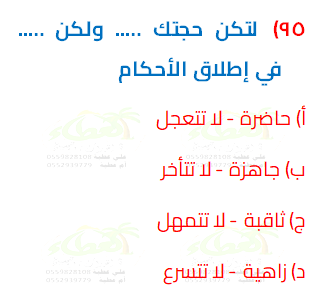 ٩٥) لتكن حجتك ..... ولكن .....
في إطلاق الأحكام
أ) حاضرة - لا تتعجل
ب) جاهزة - لا تتأخر
ج) ثاقبة - لا تتمهل
د) زاهية - لا تتسرع